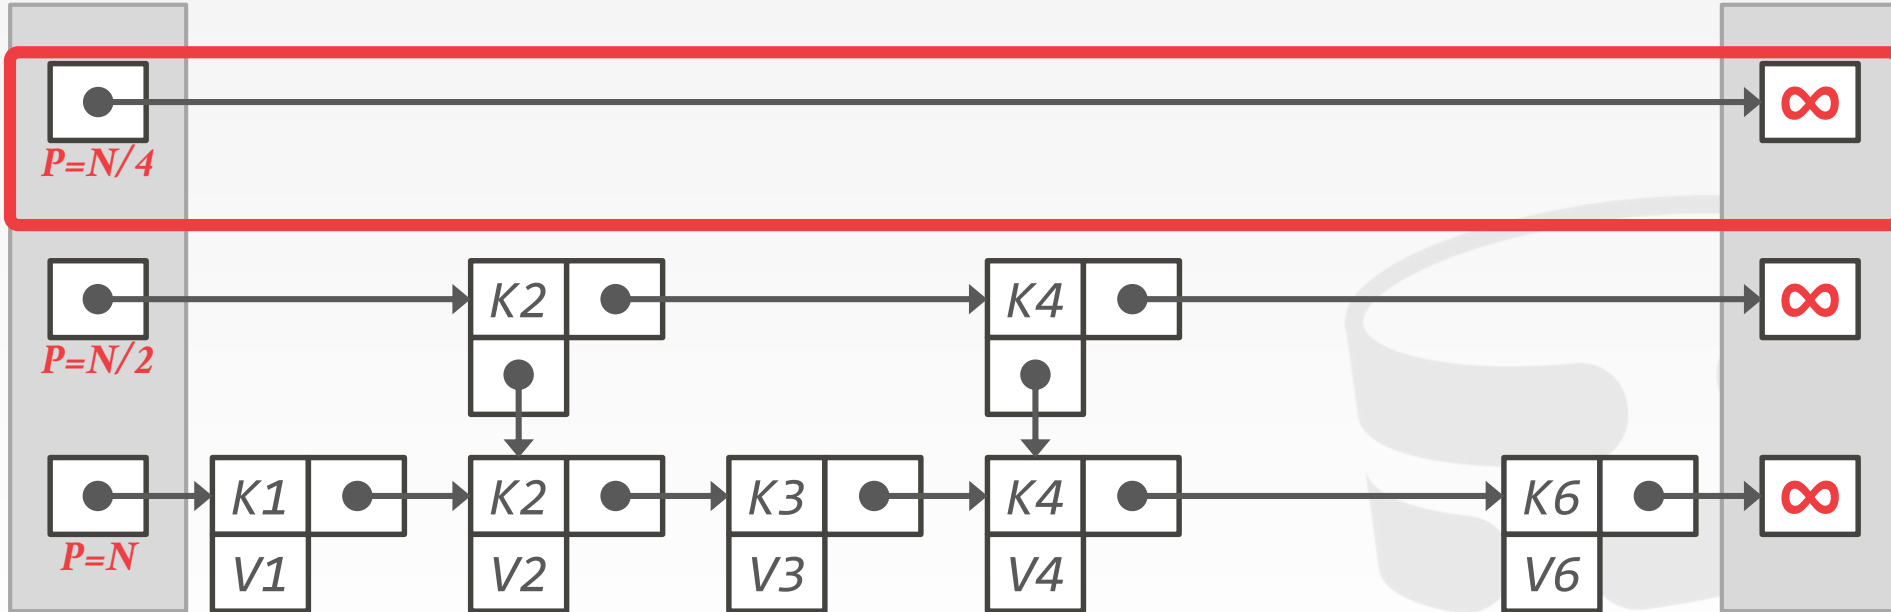 ∞
P=N/4
K2 K4 ∞
P=N/2
K1 K2 K3 K4 K6 ∞
P=N
V1 V2 V3 V4 V6